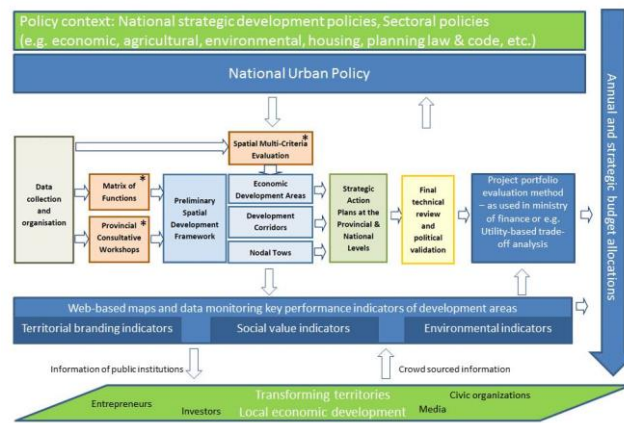 Policy context: National strategic development policies, Sectoral policies
(e.g. economic, agricultural, environmental, housing, planning law & code, etc.)
National Urban Policy
Annual and strategic budget allocations
Spatial Multi-Criteria *
Evaluation
Data
collection
and
organisation
Matrix of *
Functions
Provincial *
Consultative
Workshops
Preliminary
Spatial
Development
Framework
Economic
Development Areas
Development
Corridors
Nodal Tows
Strategic
Action
Plans at the
Provincial &
National
Levels
Final
technical
review
and
political
validation
Project portfolio
evaluation method
– as used in ministry
of finance or e.g.
Utility-based trade-
off analysis
Web-based maps and data monitoring key performance indicators of development areas
Territorial branding indicators
Social value indicators
Environmental indicators
Information of public institutions
Crowd sourced information
Transforming territories
Local economic development
Entrepreneurs
Investors
Civic organizations
Media